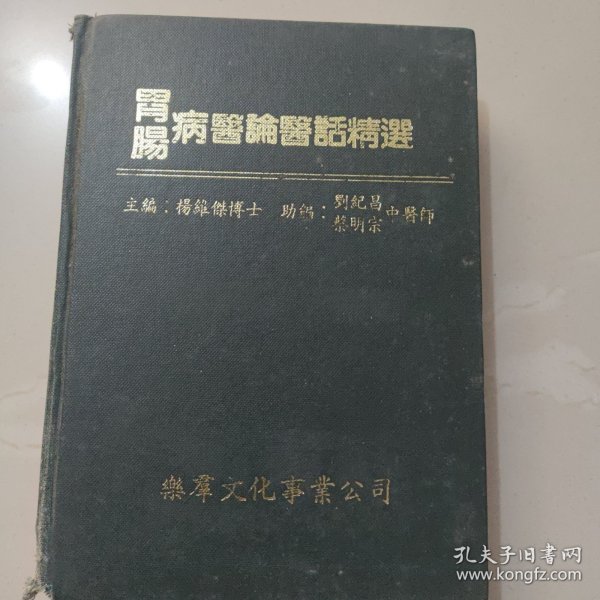 胃腸病醫論醫話精選
主編：楊維傑博士 助編：劉紀昌 蔡明宗 中醫師
樂羣文化事業公司
孔夫子旧书网
www.kongfz.com